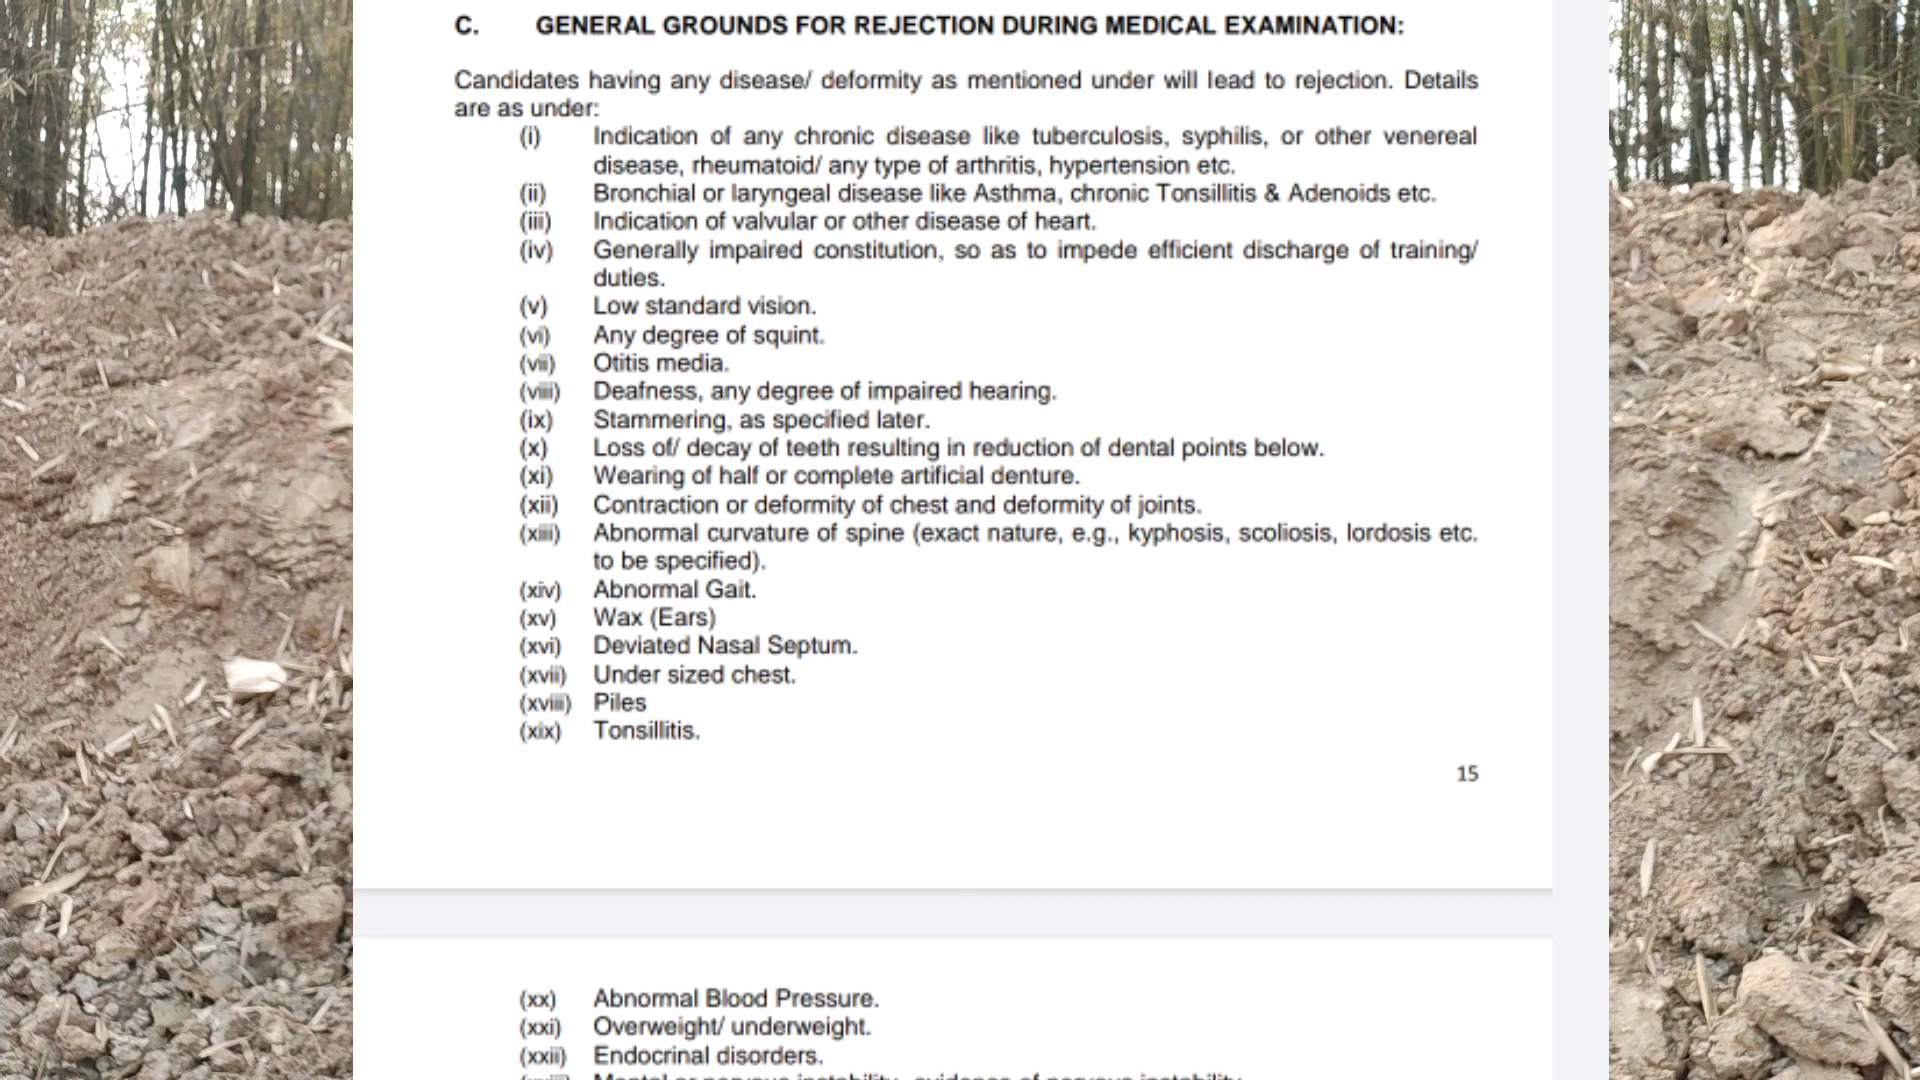 C. GENERAL GROUNDS FOR REJECTION DURING MEDICAL EXAMINATION:
Candidates having any disease/ deformity as mentioned under will lead to rejection. Details
are as under:
(i) Indication of any chronic disease like tuberculosis, syphilis, or other venereal
disease, rheumatoid/ any type of arthritis, hypertension etc.
(ii) Bronchial or laryngeal disease like Asthma, chronic Tonsillitis & Adenoids etc.
(iii) Indication of valvular or other disease of heart.
(iv) Generally impaired constitution, so as to impede efficient discharge of training/
duties.
(v) Low standard vision.
(vi) Any degree of squint.
(vii) Otitis media.
(viii) Deafness, any degree of impaired hearing.
(ix) Stammering, as specified later.
(x) Loss of/ decay of teeth resulting in reduction of dental points below.
(xi) Wearing of half or complete artificial denture.
(xii) Contraction or deformity of chest and deformity of joints.
(xiii) Abnormal curvature of spine (exact nature, e.g., kyphosis, scoliosis, lordosis etc.
to be specified).
(xiv) Abnormal Gait.
(xv) Wax (Ears)
(xvi) Deviated Nasal Septum.
(xvii) Under sized chest.
(xviii) Piles
(xix) Tonsillitis.
15
(xx) Abnormal Blood Pressure.
(xxi) Overweight/ underweight.
(xxii) Endocrinal disorders.
(xxiii) Mental or nervous instability, evidence of nervous instability.